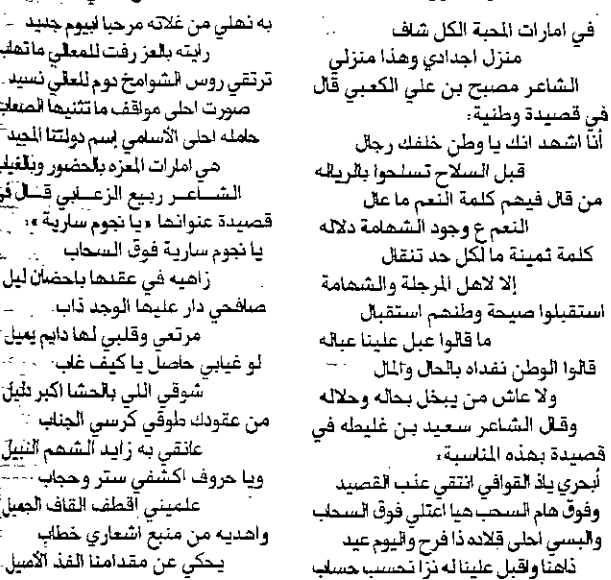 في امارات المحبة الكل شاف
منزل اجدادي وهذا منزلي
الشاعر مصبح بن علي الكعبي قال
في قصيدة وطنية:
أنا اشهد انك يا وطن خلفك رجال
قبل السلاح تسلحوا بالرياله
من قال فيهم كلمة النعم ما عال
النعم ع وجود الشهامة دلاله
كلمة ثمينة ما لكل حد تنقال
إلا لاهل المرجلة والشهامة
استقبلوا صيحة وطنهم استقبال
ما قالوا عبل علينا عباله
قالوا الوطن نفداه بالحال والمال
ولا عاش من يبخل بحاله وحلاله
وقال الشاعر سعيد بن غليطه في
قصيدة بهذه المناسبة:
أبحري ياذ القوافي انتقي عذب القصيد
وفوق هام السحب هيا اعتلي فوق السحاب
والبسي احلى قلاده ذا فرح واليوم عيد
ذاهنا واقبل علينا له نزا تحسب حساب
به نهلي من غلاته مرحبا ابيوم جديد
رايته بالعز رفت للمعالي ماتهاب
ترتقي روس الشوامخ دوم للعالي نسيد
صورت احلى مواقف ما تثنيها الصعاب
حامله احلى الأسامي إسم دولتنا المجيد
هي امارات المعزه بالحضور وبالغياب
الشاعر ربيع الزعابي قال في
قصيدة عنوانها «يا نجوم سارية»:
يا نجوم سارية فوق السحاب
زاهيه في عقدها باحضان ليل
صافحي دار عليها الوجد ذاب
مرتعي وقلبي لها دايم يميل
لو غيابي حاصل يا كيف غاب
شوقي اللي بالحشا اكبر دليل
من عقودك طوقي كرسي الجناب
عانقي به زايد الشهم النبيل
ويا حروف اكشفي ستر وحجاب
علميني اقطف القاف الجميل
واهديه من منبع اشعاري خطاب
يحكي عن مقدامنا الفذ الأصيل